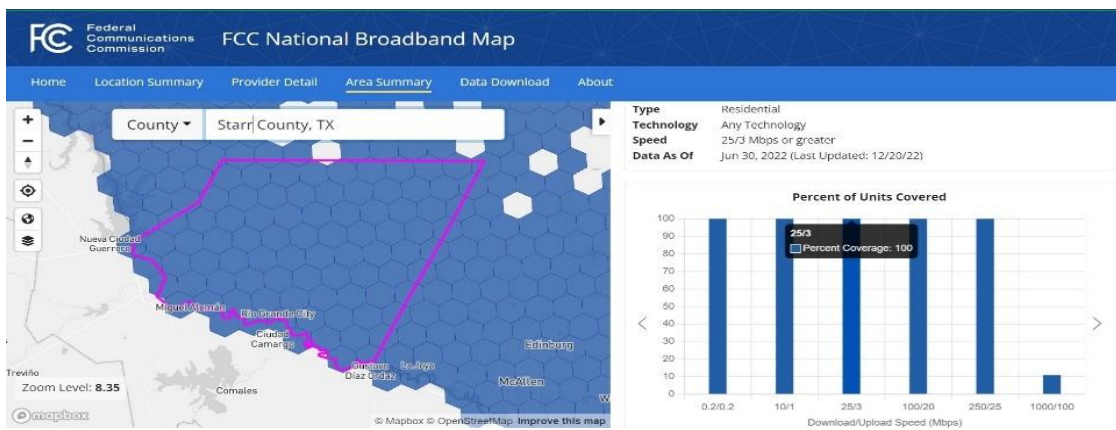 FC
Federal
Communications
Commission
FCC National Broadband Map
Home Location Summary Provider Detail Area Summary Data Download About
County Starr County, TX
Nueva Ciudad
Guerrero
Miguel Alemán
Rio Grande City
Ciudad
Camargo
Edinburg
Gustavo
Díaz Ordaz
La Joya
McAllen
Treviño
Zoom Level: 8.35
Comales
W
mapbox
© Mapbox © OpenStreetMap Improve this map
Type Residential
Technology Any Technology
Speed 25/3 Mbps or greater
Data As Of Jun 30, 2022 (Last Updated: 12/20/22)
Percent of Units Covered
100
90
80
70
60
50
40
30
20
10
0
25/3
Percent Coverage: 100
0.2/0.2 10/1 25/3 100/20 250/25 1000/100
Download/Upload Speed (Mbps)